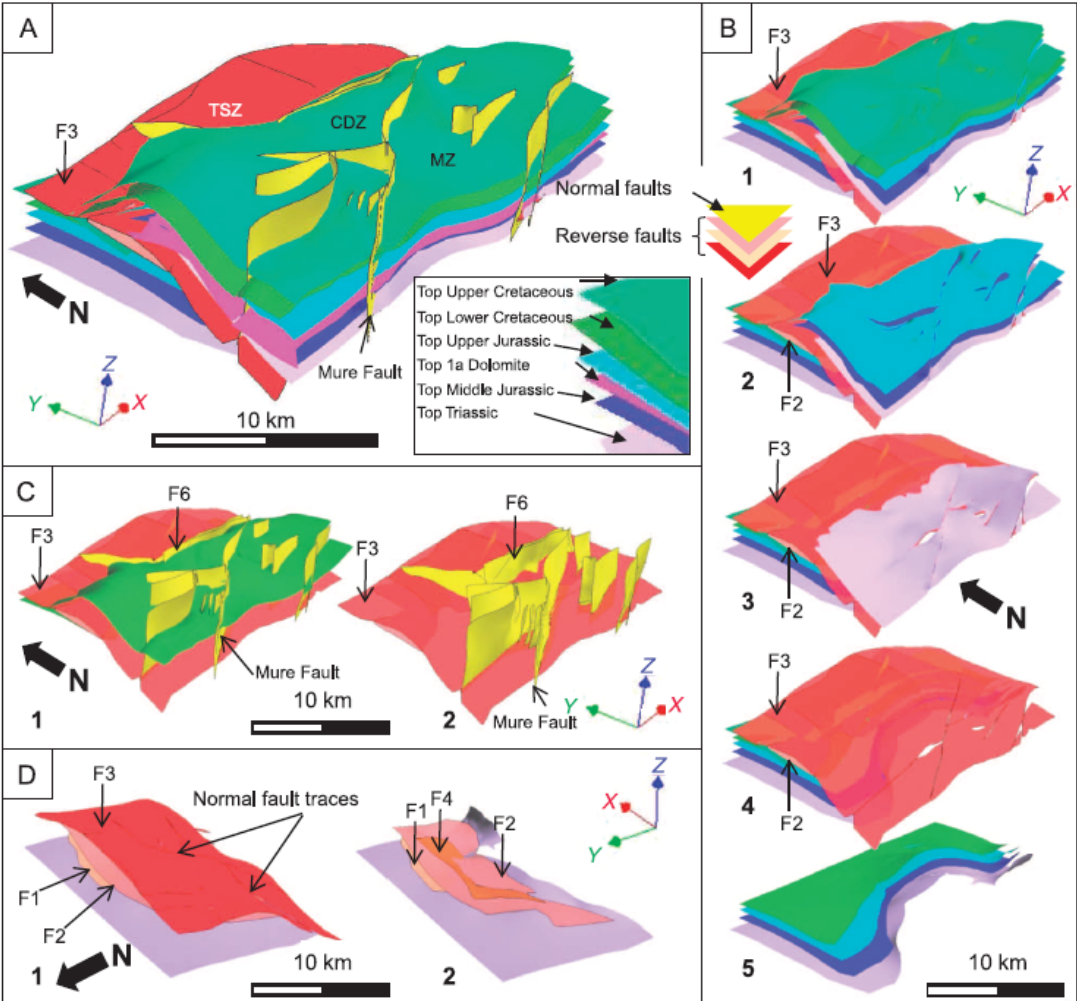 A
TSZ
CDZ
MZ
F3
N
Z
Y
X
10 km
Mure Fault
Normal faults
Reverse faults
Top Upper Cretaceous
Top Lower Cretaceous
Top Upper Jurassic
Top 1a Dolomite
Top Middle Jurassic
Top Triassic
B
F3
1
Z
Y
X
F3
2
F2
F3
3
F2
N
F3
4
F2
5
10 km
C
F6
F3
N
Mure Fault
1
10 km
F6
F3
Mure Fault
2
Z
Y
X
D
F3
Normal fault traces
F1
F2
1
N
10 km
F1
F4
F2
2
Z
X
Y